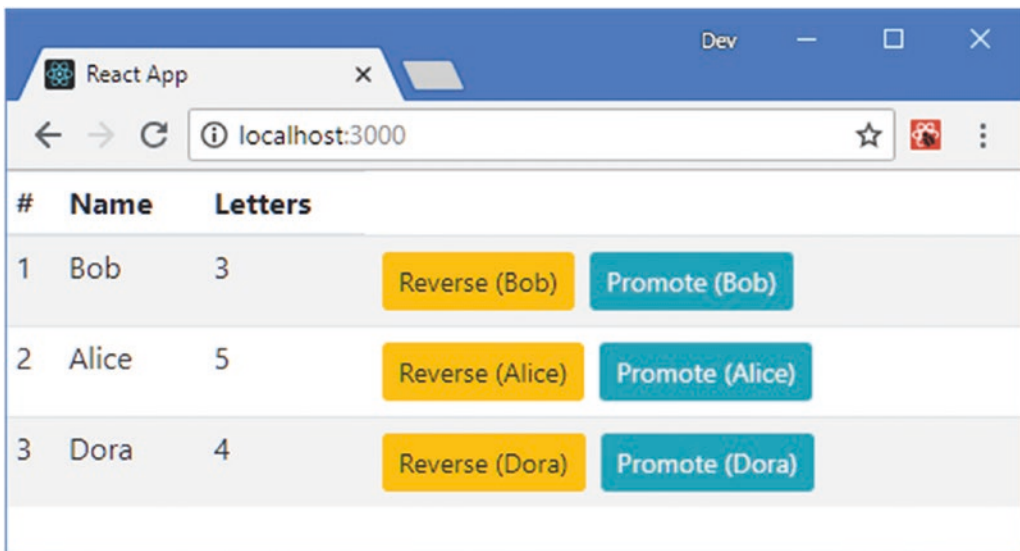 Dev
React App
localhost:3000
# Name Letters
1 Bob 3 Reverse (Bob) Promote (Bob)
2 Alice 5 Reverse (Alice) Promote (Alice)
3 Dora 4 Reverse (Dora) Promote (Dora)